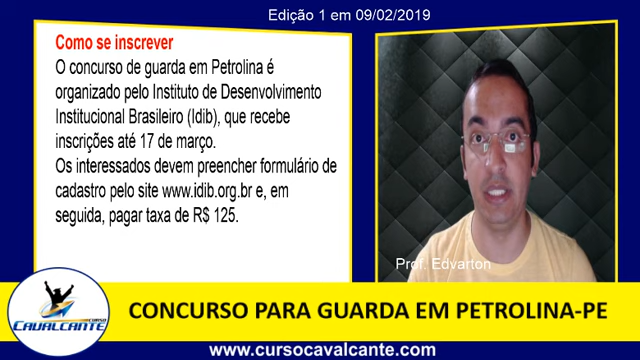 Edição 1 em 09/02/2019
Como se inscrever
O concurso de guarda em Petrolina é
organizado pelo Instituto de Desenvolvimento
Institucional Brasileiro (Idib), que recebe
inscrições até 17 de março.
Os interessados devem preencher formulário de
cadastro pelo site www.idib.org.br e, em
seguida, pagar taxa de R$ 125.
Prof. Edvarton
CURSO
CAVALCANTE
CONCURSO PARA GUARDA EM PETROLINA-PE
www.cursocavalcante.com